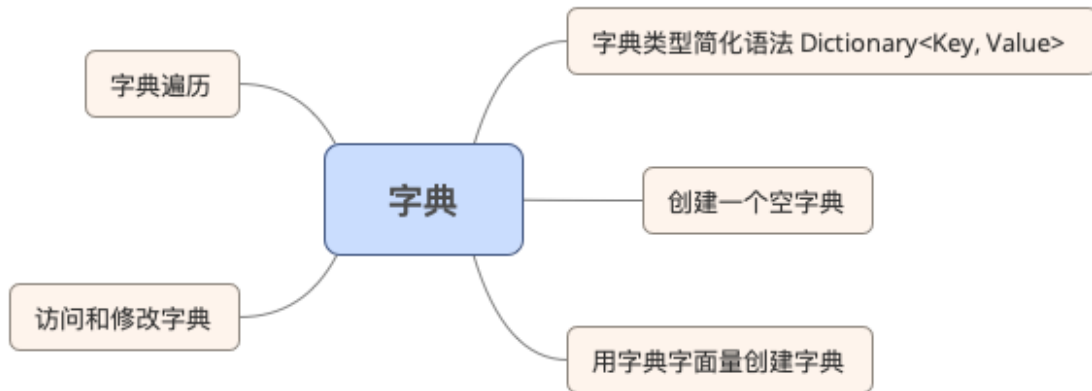 字典
字典类型简化语法 Dictionary<Key, Value>
创建一个空字典
用字典字面量创建字典
访问和修改字典
字典遍历